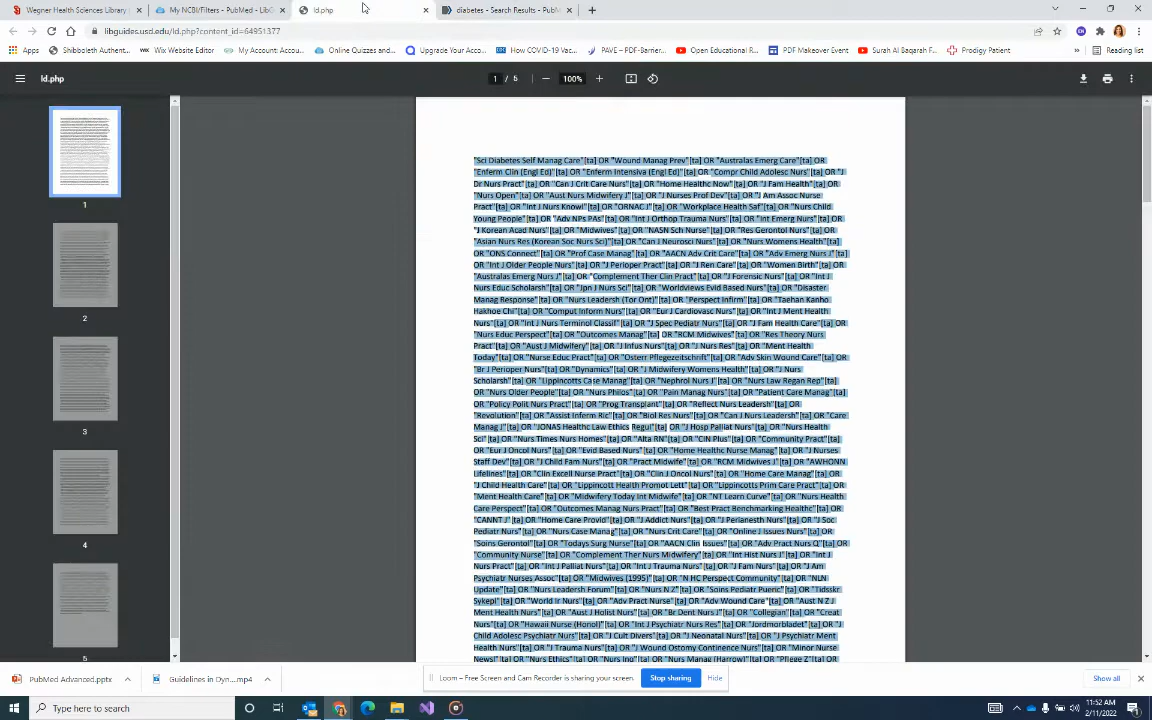 Wegner Health Sciences Library
My NCBI/Filters - PubMed - LibG
ld.php
diabetes - Search Results - PubM
libguides.usd.edu/ld.php?content_id=64951377
Apps
Shibboleth Authenti...
Wix Website Editor
My Account: Accou...
Online Quizzes and...
Upgrade Your Acco...
How COVID-19 Vac...
PAVE – PDF-Barrier...
Open Educational R...
PDF Makeover Event
Surah Al Baqarah F...
Prodigy Patient
Reading list
ld.php
1 / 5
100%
"Sci Diabetes Self Manag Care"[ta] OR "Wound Manag Prev"[ta] OR "Australas Emerg Care"[ta] OR
"Enferm Clin (Engl Ed)"[ta] OR "Enferm Intensiva (Engl Ed)"[ta] OR "Compr Child Adolesc Nurs"[ta] OR "J
Dr Nurs Pract"[ta] OR "Can J Crit Care Nurs"[ta] OR "Home Healthc Now"[ta] OR "J Fam Health"[ta] OR
"Nurs Open"[ta] OR "Aust Nurs Midwifery J"[ta] OR "J Nurses Prof Dev"[ta] OR "J Am Assoc Nurse
Pract"[ta] OR "Int J Nurs Knowl"[ta] OR "ORNAC J"[ta] OR "Workplace Health Saf"[ta] OR "Nurs Child
Young People"[ta] OR "Adv NPs PAs"[ta] OR "Int J Orthop Trauma Nurs"[ta] OR "Int Emerg Nurs"[ta] OR
"J Korean Acad Nurs"[ta] OR "Midwives"[ta] OR "NASN Sch Nurse"[ta] OR "Res Gerontol Nurs"[ta] OR
"Asian Nurs Res (Korean Soc Nurs Sci)"[ta] OR "Can J Neurosci Nurs"[ta] OR "Nurs Womens Health"[ta] OR
"ONS Connect"[ta] OR "Prof Case Manag"[ta] OR "AACN Adv Crit Care"[ta] OR "Adv Emerg Nurs J"[ta] OR
"Int J Older People Nurs"[ta] OR "J Perioper Pract"[ta] OR "J Ren Care"[ta] OR "Women Birth"[ta] OR
"Australas Emerg Nurs J"[ta] OR "Complement Ther Clin Pract"[ta] OR "J Forensic Nurs"[ta] OR "Int J
Nurs Educ Scholarsh"[ta] OR "Jpn J Nurs Sci"[ta] OR "Worldviews Evid Based Nurs"[ta] OR "Disaster
Manag Response"[ta] OR "Nurs Leadersh (Tor Ont)"[ta] OR "Perspect Infirm"[ta] OR "Taehan Kanho
Hakhoe Chi"[ta] OR "Comput Inform Nurs"[ta] OR "Eur J Cardiovasc Nurs"[ta] OR "Int J Ment Health
Nurs"[ta] OR "Int J Nurs Terminol Classif"[ta] OR "J Spec Pediatr Nurs"[ta] OR "J Fam Health Care"[ta] OR
"Nurs Educ Perspect"[ta] OR "Outcomes Manag"[ta] OR "RCM Midwives"[ta] OR "Res Theory Nurs
Pract"[ta] OR "Aust J Midwifery"[ta] OR "J Infus Nurs"[ta] OR "J Nurs Res"[ta] OR "Ment Health
Today"[ta] OR "Nurse Educ Pract"[ta] OR "Osterr Pflegezeitschrift"[ta] OR "Adv Skin Wound Care"[ta] OR
"Br J Perioper Nurs"[ta] OR "Dynamics"[ta] OR "J Midwifery Womens Health"[ta] OR "J Nurs
Scholarsh"[ta] OR "Lippincotts Case Manag"[ta] OR "Nephrol Nurs J"[ta] OR "Nurs Law Regan Rep"[ta] OR
"Nurs Older People"[ta] OR "Nurs Philos"[ta] OR "Pain Manag Nurs"[ta] OR "Patient Care Manag"[ta] OR
"Policy Polit Nurs Pract"[ta] OR "Prog Transplant"[ta] OR "Reflect Nurs Leadersh"[ta] OR
"Revolution"[ta] OR "Assist Inferm Ric"[ta] OR "Biol Res Nurs"[ta] OR "Can J Nurs Leadersh"[ta] OR "Care
Manag J"[ta] OR "JONAS Healthc Law Ethics Regul"[ta] OR "J Hosp Palliat Nurs"[ta] OR "Nurs Health
Sci"[ta] OR "Nurs Times Nurs Homes"[ta] OR "Alta RN"[ta] OR "CIN Plus"[ta] OR "Community Pract"[ta] OR
"Eur J Oncol Nurs"[ta] OR "Evid Based Nurs"[ta] OR "Home Healthc Nurse Manag"[ta] OR "J Nurses
Staff Dev"[ta] OR "J Child Fam Nurs"[ta] OR "Pract Midwife"[ta] OR "RCM Midwives J"[ta] OR "AWHONN
Lifelines"[ta] OR "Clin Excell Nurse Pract"[ta] OR "Clin J Oncol Nurs"[ta] OR "Home Care Manag"[ta] OR
"J Child Health Care"[ta] OR "Lippincott Health Promot Lett"[ta] OR "Lippincotts Prim Care Pract"[ta] OR
"Ment Health Care"[ta] OR "Midwifery Today Int Midwife"[ta] OR "NT Learn Curve"[ta] OR "Nurs Health
Care Perspect"[ta] OR "Outcomes Manag Nurs Pract"[ta] OR "Best Pract Benchmarking Healthc"[ta] OR
"CANNT J"[ta] OR "Home Care Provid"[ta] OR "J Addict Nurs"[ta] OR "J Perianesth Nurs"[ta] OR "J Soc
Pediatr Nurs"[ta] OR "Nurs Case Manag"[ta] OR "Nurs Crit Care"[ta] OR "Online J Issues Nurs"[ta] OR
"Soins Gerontol"[ta] OR "Todays Surg Nurse"[ta] OR "AACN Clin Issues"[ta] OR "Adv Pract Nurs Q"[ta] OR
"Community Nurse"[ta] OR "Complement Ther Nurs Midwifery"[ta] OR "Int Hist Nurs J"[ta] OR "Int J
Nurs Pract"[ta] OR "Int J Palliat Nurs"[ta] OR "Int J Trauma Nurs"[ta] OR "J Fam Nurs"[ta] OR "J Am
Psychiatr Nurses Assoc"[ta] OR "Midwives (1995)"[ta] OR "N HC Perspect Community"[ta] OR "NLN
Update"[ta] OR "Nurs Leadersh Forum"[ta] OR "Nurs N Z"[ta] OR "Soins Pediatr Pueric"[ta] OR "Tidsskr
Sykepl"[ta] OR "World Ir Nurs"[ta] OR "Adv Pract Nurse"[ta] OR "Adv Wound Care"[ta] OR "Aust N Z J
Ment Health Nurs"[ta] OR "Aust J Holist Nurs"[ta] OR "Br Dent Nurs J"[ta] OR "Collegian"[ta] OR "Creat
Nurs"[ta] OR "Hawaii Nurse (Honol)"[ta] OR "Int J Psychiatr Nurs Res"[ta] OR "Jordmorbladet"[ta] OR "J
Child Adolesc Psychiatr Nurs"[ta] OR "J Cult Divers"[ta] OR "J Neonatal Nurs"[ta] OR "J Psychiatr Ment
Health Nurs"[ta] OR "J Trauma Nurs"[ta] OR "J Wound Ostomy Continence Nurs"[ta] OR "Minor Nurse
News!"[ta] OR "Nurs Ethics"[ta] OR "Nurs Inq"[ta] OR "Nurs Manag (Harrow)"[ta] OR "Pflege Z"[ta] OR
1
2
3
4
5
PubMed Advanced.pptx
Guidelines in Dyn....mp4
Loom – Free Screen and Cam Recorder is sharing your screen.
Stop sharing
Hide
Show all
Type here to search
11:52 AM
2/11/2022